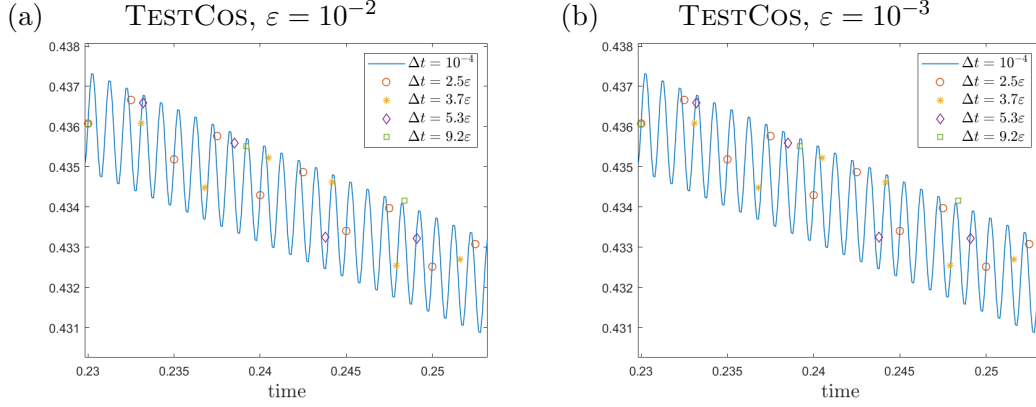 (a) TESTCOS, ε = 10⁻²
0.438
0.437
0.436
0.435
0.434
0.433
0.432
0.431
0.23 0.235 0.24 0.245 0.25
time
Δt = 10⁻⁴
Δt = 2.5ε
Δt = 3.7ε
Δt = 5.3ε
Δt = 9.2ε
(b) TESTCOS, ε = 10⁻³
0.438
0.437
0.436
0.435
0.434
0.433
0.432
0.431
0.23 0.235 0.24 0.245 0.25
time
Δt = 10⁻⁴
Δt = 2.5ε
Δt = 3.7ε
Δt = 5.3ε
Δt = 9.2ε